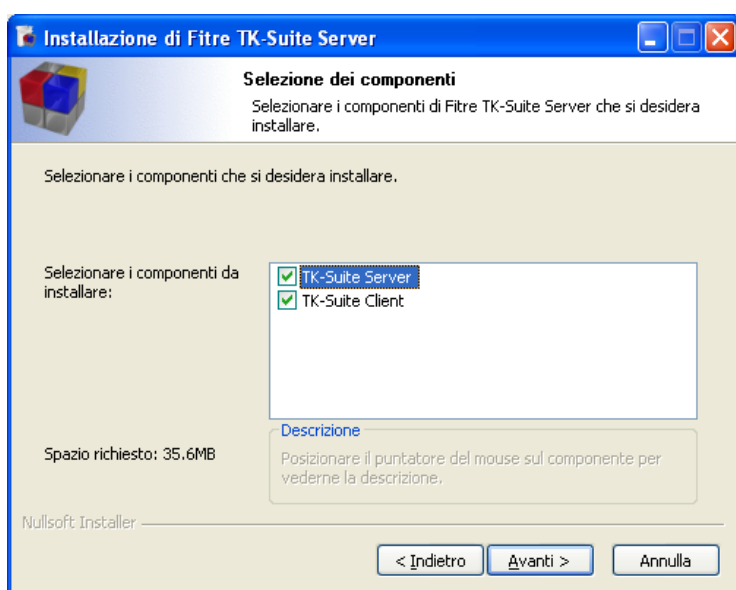 Installazione di Fitre TK-Suite Server
Selezione dei componenti
Selezionare i componenti di Fitre TK-Suite Server che si desidera
installare.
Selezionare i componenti che si desidera installare.
Selezionare i componenti da
installare:
TK-Suite Server
TK-Suite Client
Spazio richiesto: 35.6MB
Descrizione
Posizionare il puntatore del mouse sul componente per
vederne la descrizione.
Nullsoft Installer
< Indietro
Avanti >
Annulla